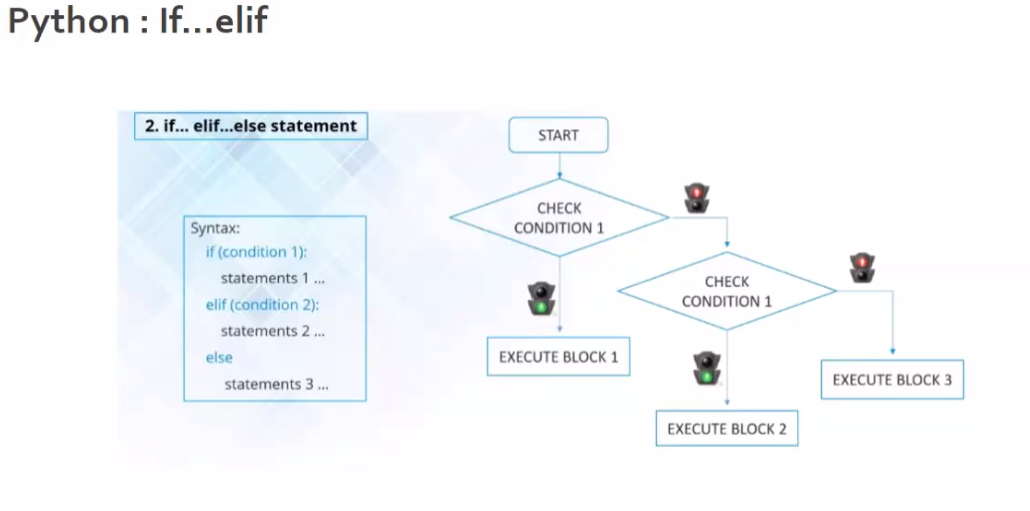 Python : If...elif
2. if... elif...else statement
Syntax:
if (condition 1):
statements 1 ...
elif (condition 2):
statements 2 ...
else
statements 3 ...
START
CHECK
CONDITION 1
CHECK
CONDITION 1
EXECUTE BLOCK 1
EXECUTE BLOCK 2
EXECUTE BLOCK 3